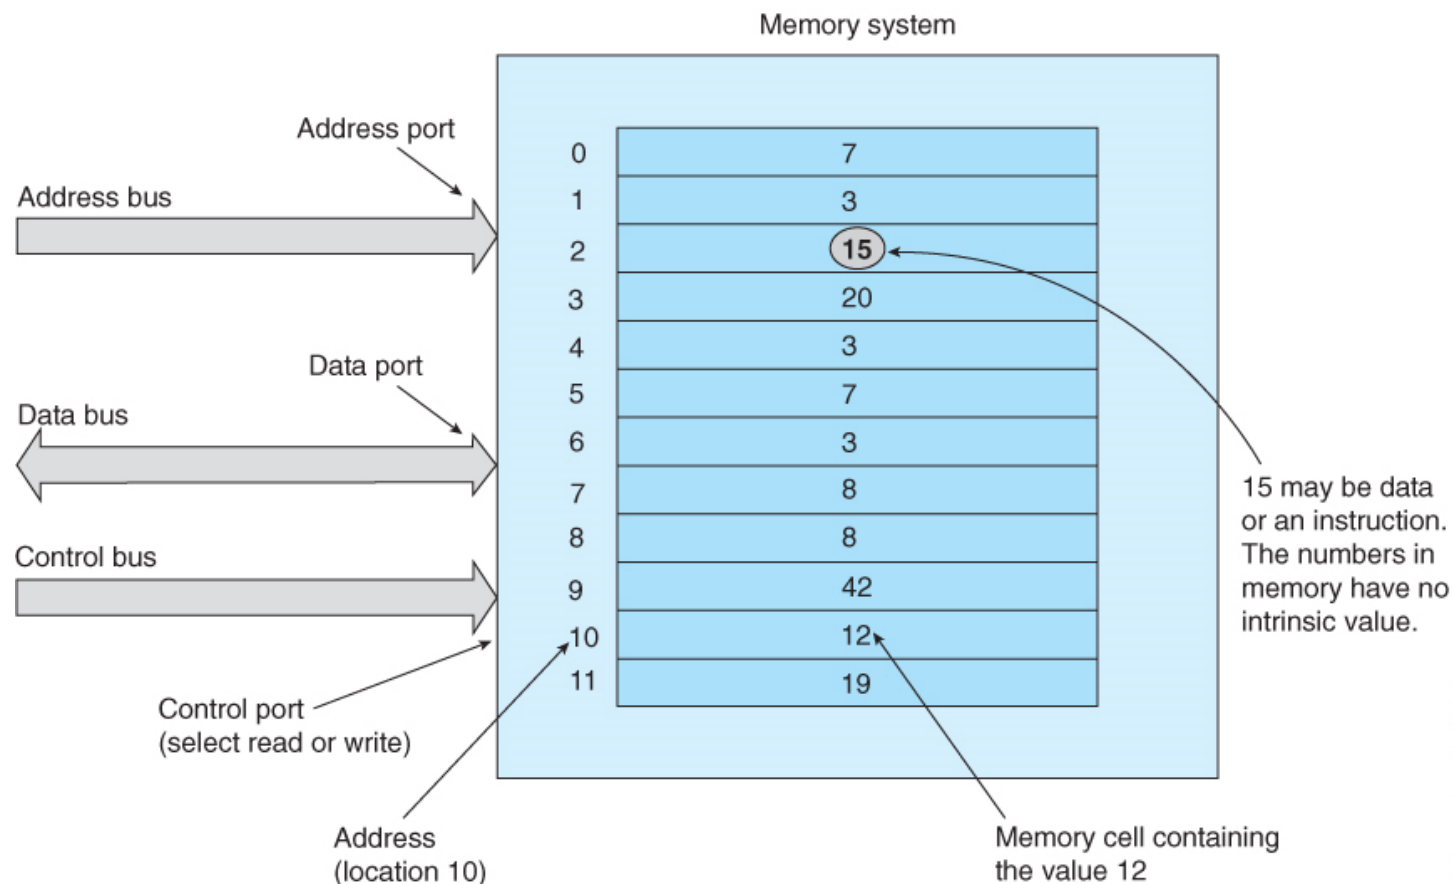 Memory system
Address port
Address bus
Data port
Data bus
Control bus
Control port
(select read or write)
Address
(location 10)
0 7
1 3
2 15
3 20
4 3
5 7
6 3
7 8
8 8
9 42
10 12
11 19
15 may be data
or an instruction.
The numbers in
memory have no
intrinsic value.
Memory cell containing
the value 12